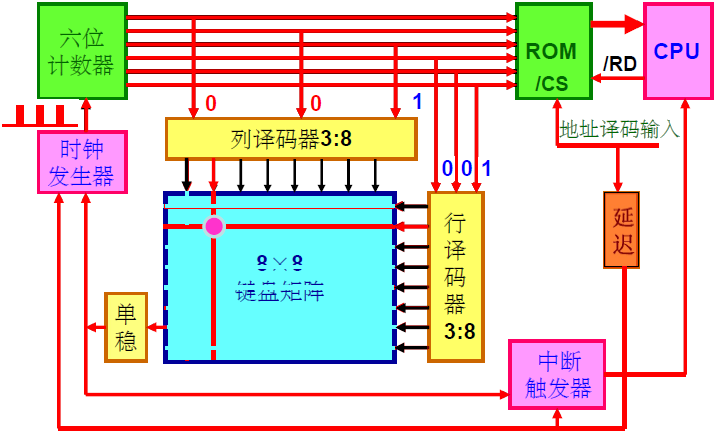 六位
计数器
ROM
/CS
CPU
/RD
0
0
1
地址译码输入
列译码器3:8
时钟
发生器
0 0 1
延迟
行译码器
3:8
8×8
键盘矩阵
单稳
中断
触发器